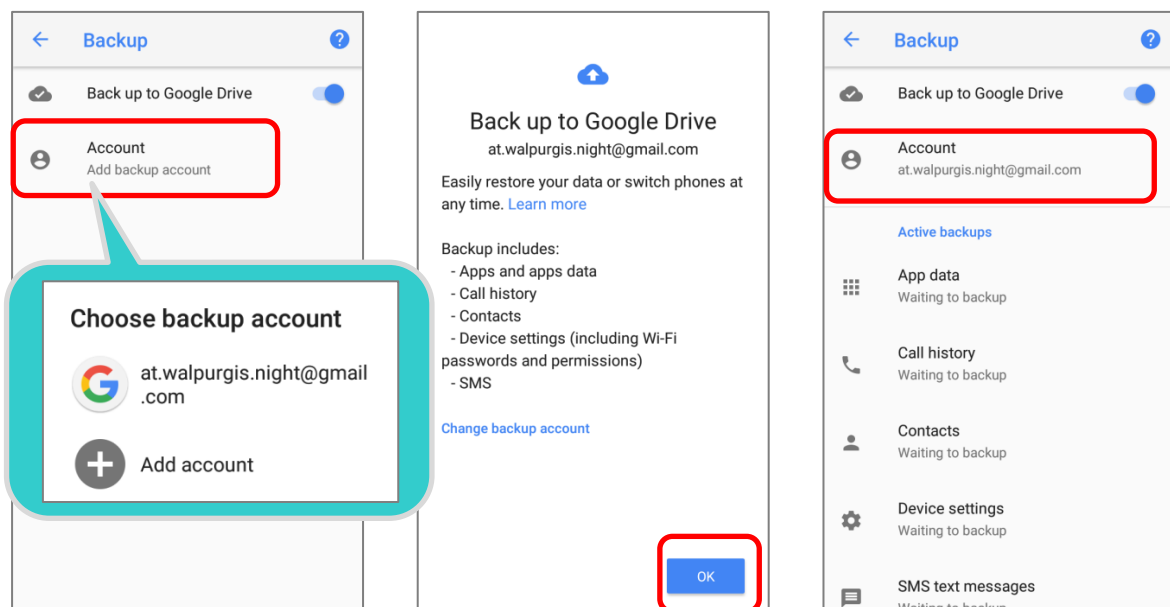 Backup
?
Back up to Google Drive
Account
Add backup account
Choose backup account
at.walpurgis.night@gmail
.com
Add account
Back up to Google Drive
at.walpurgis.night@gmail.com
Easily restore your data or switch phones at
any time. Learn more
Backup includes:
- Apps and apps data
- Call history
- Contacts
- Device settings (including Wi-Fi
passwords and permissions)
- SMS
Change backup account
OK
Backup
?
Back up to Google Drive
Account
at.walpurgis.night@gmail.com
Active backups
App data
Waiting to backup
Call history
Waiting to backup
Contacts
Waiting to backup
Device settings
Waiting to backup
SMS text messages
Waiting to backup